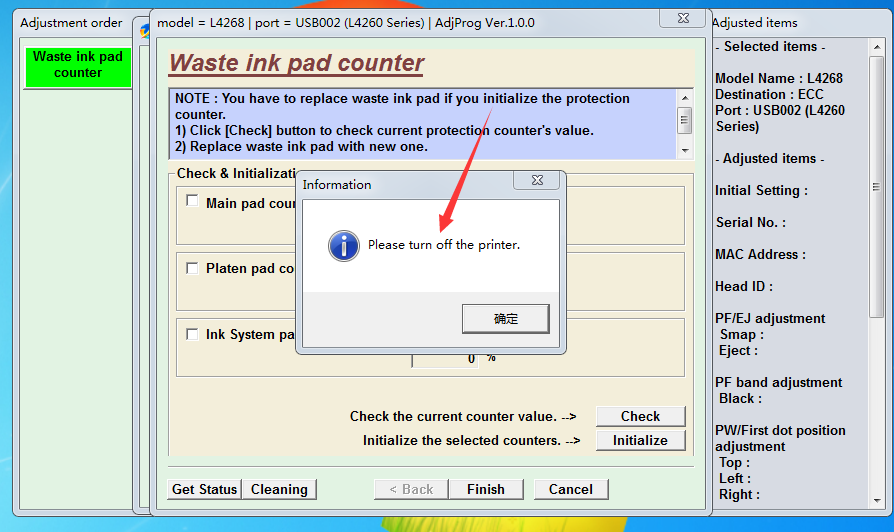 Adjustment order
Waste ink pad
counter
model = L4268 | port = USB002 (L4260 Series) | AdjProg Ver.1.0.0
Waste ink pad counter
NOTE : You have to replace waste ink pad if you initialize the protection
counter.
1) Click [Check] button to check current protection counter's value.
2) Replace waste ink pad with new one.
Check & Initializati
Main pad coun
Platen pad co
Ink System pa
0 %
Information
Please turn off the printer.
确定
Check the current counter value. -->
Check
Initialize the selected counters. -->
Initialize
Get Status
Cleaning
< Back
Finish
Cancel
Adjusted items
- Selected items -
Model Name : L4268
Destination : ECC
Port : USB002 (L4260
Series)
- Adjusted items -
Initial Setting :
Serial No. :
MAC Address :
Head ID :
PF/EJ adjustment
Smap :
Eject :
PF band adjustment
Black :
PW/First dot position
adjustment
Top :
Left :
Right :